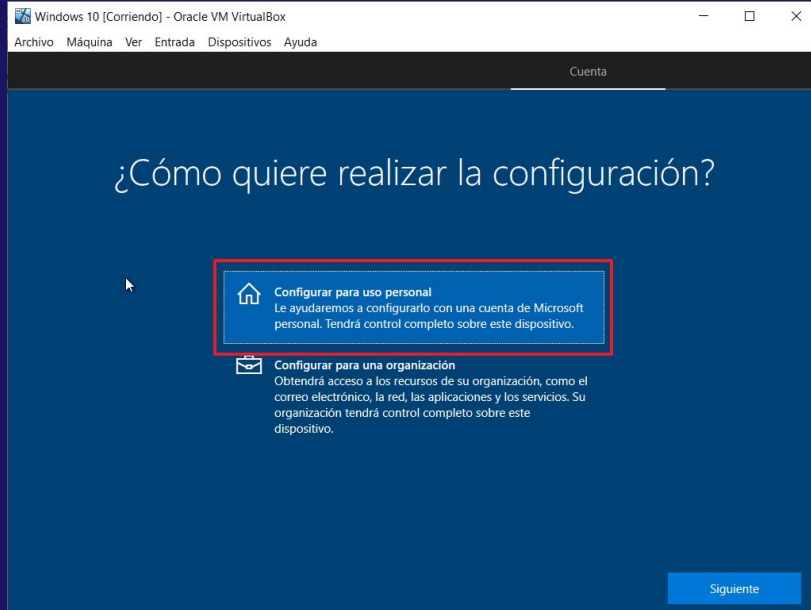 Windows 10 [Corriendo] - Oracle VM VirtualBox
Archivo Máquina Ver Entrada Dispositivos Ayuda
Cuenta
¿Cómo quiere realizar la configuración?
Configurar para uso personal
Le ayudaremos a configurarlo con una cuenta de Microsoft
personal. Tendrá control completo sobre este dispositivo.
Configurar para una organización
Obtendrá acceso a los recursos de su organización, como el
correo electrónico, la red, las aplicaciones y los servicios. Su
organización tendrá control completo sobre este
dispositivo.
Siguiente